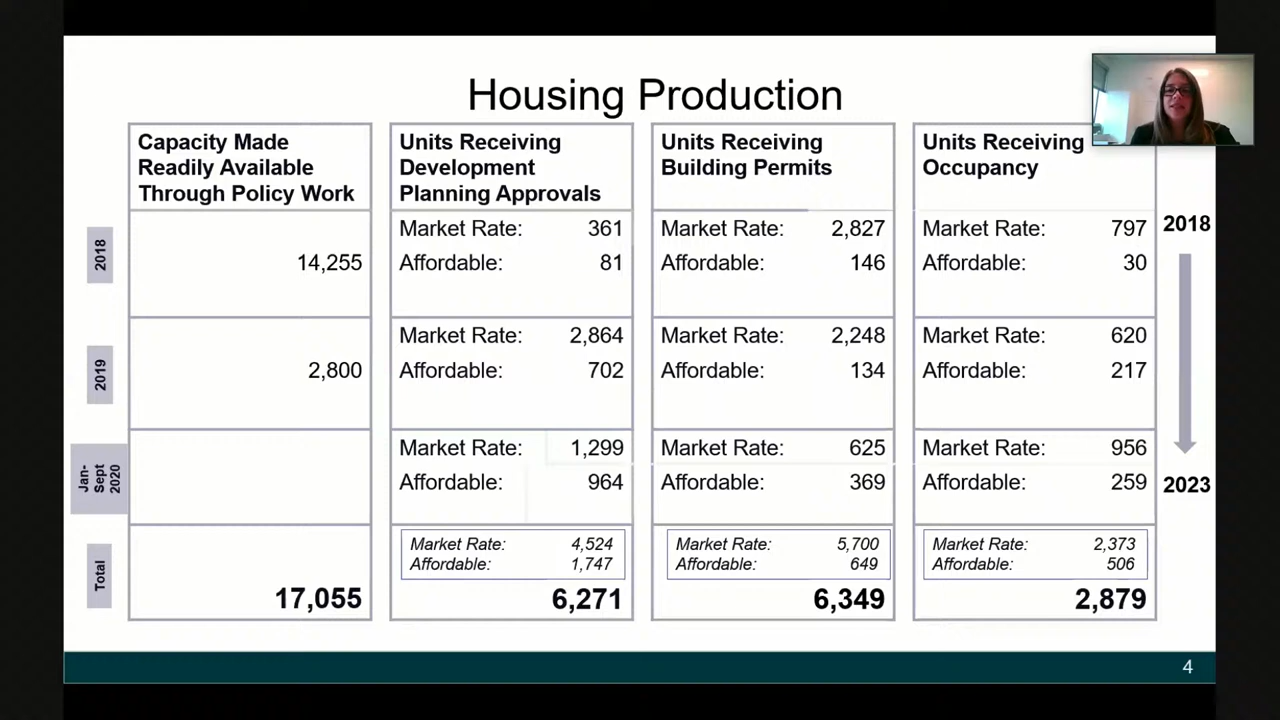 Housing Production
Capacity Made
Readily Available
Through Policy Work
Units Receiving
Development
Planning Approvals
Units Receiving
Building Permits
Units Receiving
Occupancy
2018
14,255
Market Rate: 361
Affordable: 81
Market Rate: 2,827
Affordable: 146
Market Rate: 797
Affordable: 30
2018
2019
2,800
Market Rate: 2,864
Affordable: 702
Market Rate: 2,248
Affordable: 134
Market Rate: 620
Affordable: 217
Jan-
Sept
2020
Market Rate: 1,299
Affordable: 964
Market Rate: 625
Affordable: 369
Market Rate: 956
Affordable: 259
2023
Total
17,055
Market Rate: 4,524
Affordable: 1,747
6,271
Market Rate: 5,700
Affordable: 649
6,349
Market Rate: 2,373
Affordable: 506
2,879
4